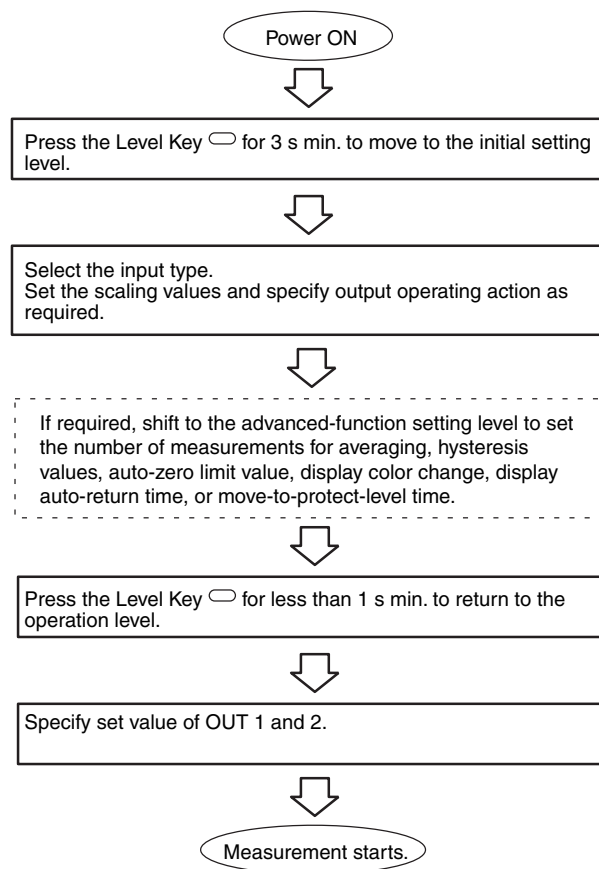 Power ON
Press the Level Key for 3 s min. to move to the initial setting
level.
Select the input type.
Set the scaling values and specify output operating action as
required.
If required, shift to the advanced-function setting level to set
the number of measurements for averaging, hysteresis
values, auto-zero limit value, display color change, display
auto-return time, or move-to-protect-level time.
Press the Level Key for less than 1 s min. to return to the
operation level.
Specify set value of OUT 1 and 2.
Measurement starts.